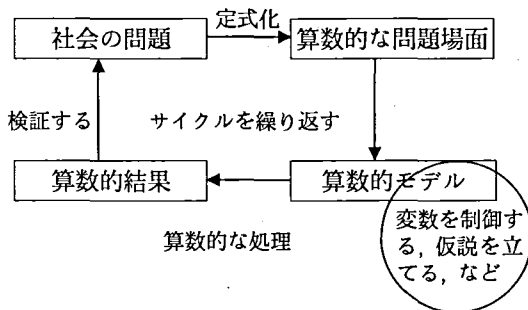 社会の問題
定式化
算数的な問題場面
検証する
サイクルを繰り返す
算数的結果
算数的モデル
変数を制御す
る，仮説を立
てる，など
算数的な処理